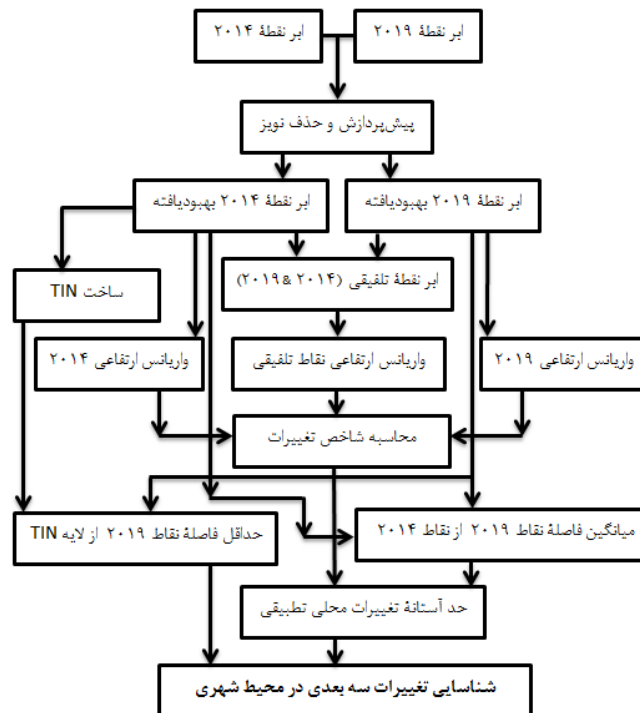 ابر نقطهٔ ۲۰۱۹
ابر نقطهٔ ۲۰۱۴
پیش‌پردازش و حذف نویز
ابر نقطهٔ ۲۰۱۹ بهبودیافته
ابر نقطهٔ ۲۰۱۴ بهبودیافته
ابر نقطهٔ تلفیقی (۲۰۱۴ & ۲۰۱۹)
ساخت TIN
واریانس ارتفاعی ۲۰۱۹
واریانس ارتفاعی نقاط تلفیقی
واریانس ارتفاعی ۲۰۱۴
محاسبه شاخص تغییرات
میانگین فاصلهٔ نقاط ۲۰۱۹ از نقاط ۲۰۱۴
حداقل فاصلهٔ نقاط ۲۰۱۹ از لایه TIN
حد آستانهٔ تغییرات محلی تطبیقی
شناسایی تغییرات سه بعدی در محیط شهری